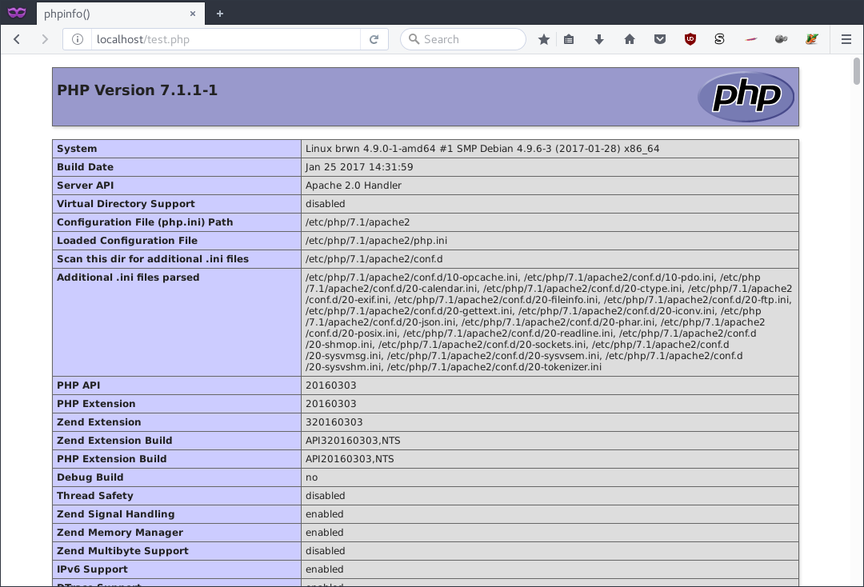 phpinfo()
localhost/test.php
Search
PHP Version 7.1.1-1
php
System Linux brwn 4.9.0-1-amd64 #1 SMP Debian 4.9.6-3 (2017-01-28) x86_64
Build Date Jan 25 2017 14:31:59
Server API Apache 2.0 Handler
Virtual Directory Support disabled
Configuration File (php.ini) Path /etc/php/7.1/apache2
Loaded Configuration File /etc/php/7.1/apache2/php.ini
Scan this dir for additional .ini files /etc/php/7.1/apache2/conf.d
Additional .ini files parsed /etc/php/7.1/apache2/conf.d/10-opcache.ini, /etc/php/7.1/apache2/conf.d/10-pdo.ini, /etc/php
/7.1/apache2/conf.d/20-calendar.ini, /etc/php/7.1/apache2/conf.d/20-ctype.ini, /etc/php/7.1/apache2
/conf.d/20-exif.ini, /etc/php/7.1/apache2/conf.d/20-fileinfo.ini, /etc/php/7.1/apache2/conf.d/20-ftp.ini,
/etc/php/7.1/apache2/conf.d/20-gettext.ini, /etc/php/7.1/apache2/conf.d/20-iconv.ini, /etc/php
/7.1/apache2/conf.d/20-json.ini, /etc/php/7.1/apache2/conf.d/20-phar.ini, /etc/php/7.1/apache2
/conf.d/20-posix.ini, /etc/php/7.1/apache2/conf.d/20-readline.ini, /etc/php/7.1/apache2/conf.d
/20-shmop.ini, /etc/php/7.1/apache2/conf.d/20-sockets.ini, /etc/php/7.1/apache2/conf.d
/20-sysvmsg.ini, /etc/php/7.1/apache2/conf.d/20-sysvsem.ini, /etc/php/7.1/apache2/conf.d
/20-sysvshm.ini, /etc/php/7.1/apache2/conf.d/20-tokenizer.ini
PHP API 20160303
PHP Extension 20160303
Zend Extension 320160303
Zend Extension Build API320160303,NTS
PHP Extension Build API20160303,NTS
Debug Build no
Thread Safety disabled
Zend Signal Handling enabled
Zend Memory Manager enabled
Zend Multibyte Support disabled
IPv6 Support enabled